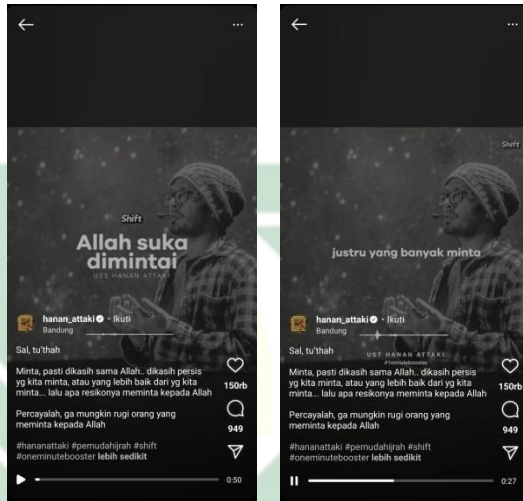 Shift
Allah suka
dimintai
UST HANAN ATTAKI
hanan_attaki • Ikuti
Bandung
Sal, tu'thah
Minta, pasti dikasih sama Allah.. dikasih persis
yg kita minta, atau yang lebih baik dari yg kita
minta... lalu apa resikonya meminta kepada Allah
Percayalah, ga mungkin rugi orang yang
meminta kepada Allah
#hananattaki #pemudahijrah #shift
#oneminutebooster lebih sedikit
150rb
949
0:50
Shift
justru yang banyak minta
hanan_attaki • Ikuti
Bandung
UST HANAN ATTAKI
#1minutebooster
Sal, tu'thah
Minta, pasti dikasih sama Allah.. dikasih persis
yg kita minta, atau yang lebih baik dari yg kita
minta... lalu apa resikonya meminta kepada Allah
Percayalah, ga mungkin rugi orang yang
meminta kepada Allah
#hananattaki #pemudahijrah #shift
#oneminutebooster lebih sedikit
150rb
949
0:27